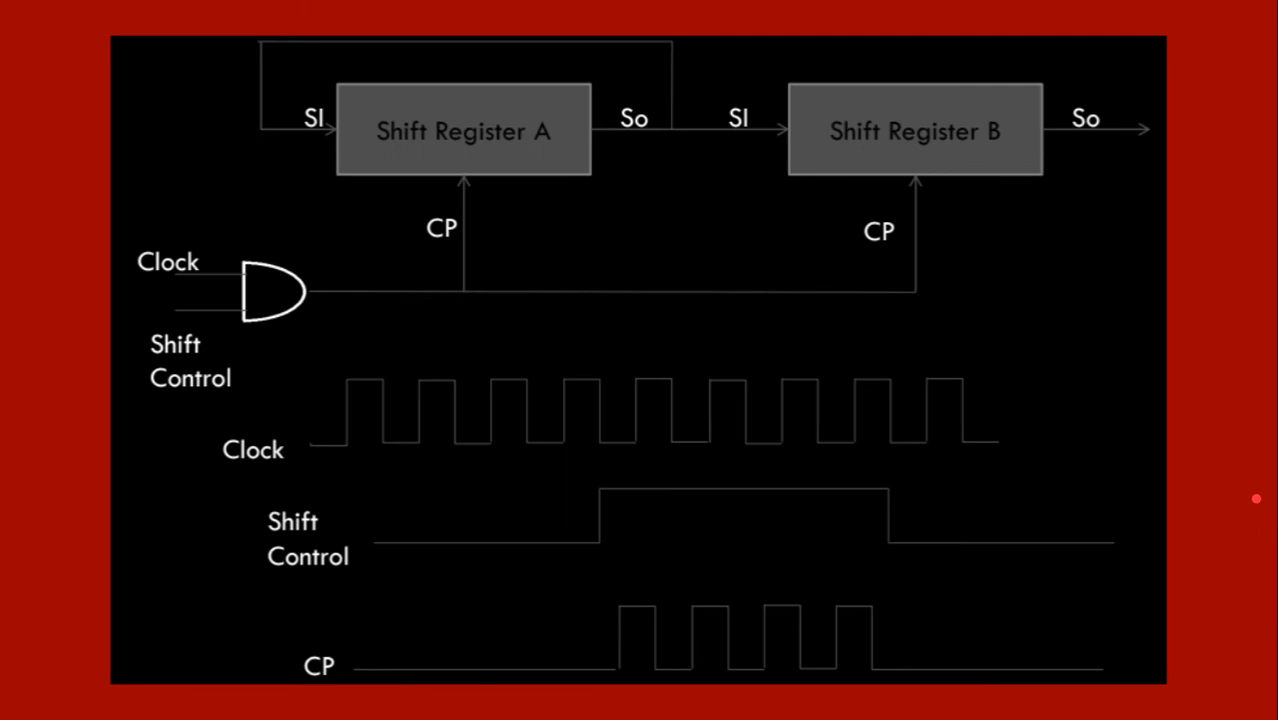 SI
Shift Register A
So
SI
Shift Register B
So
CP
CP
Clock
Shift
Control
Clock
Shift
Control
CP